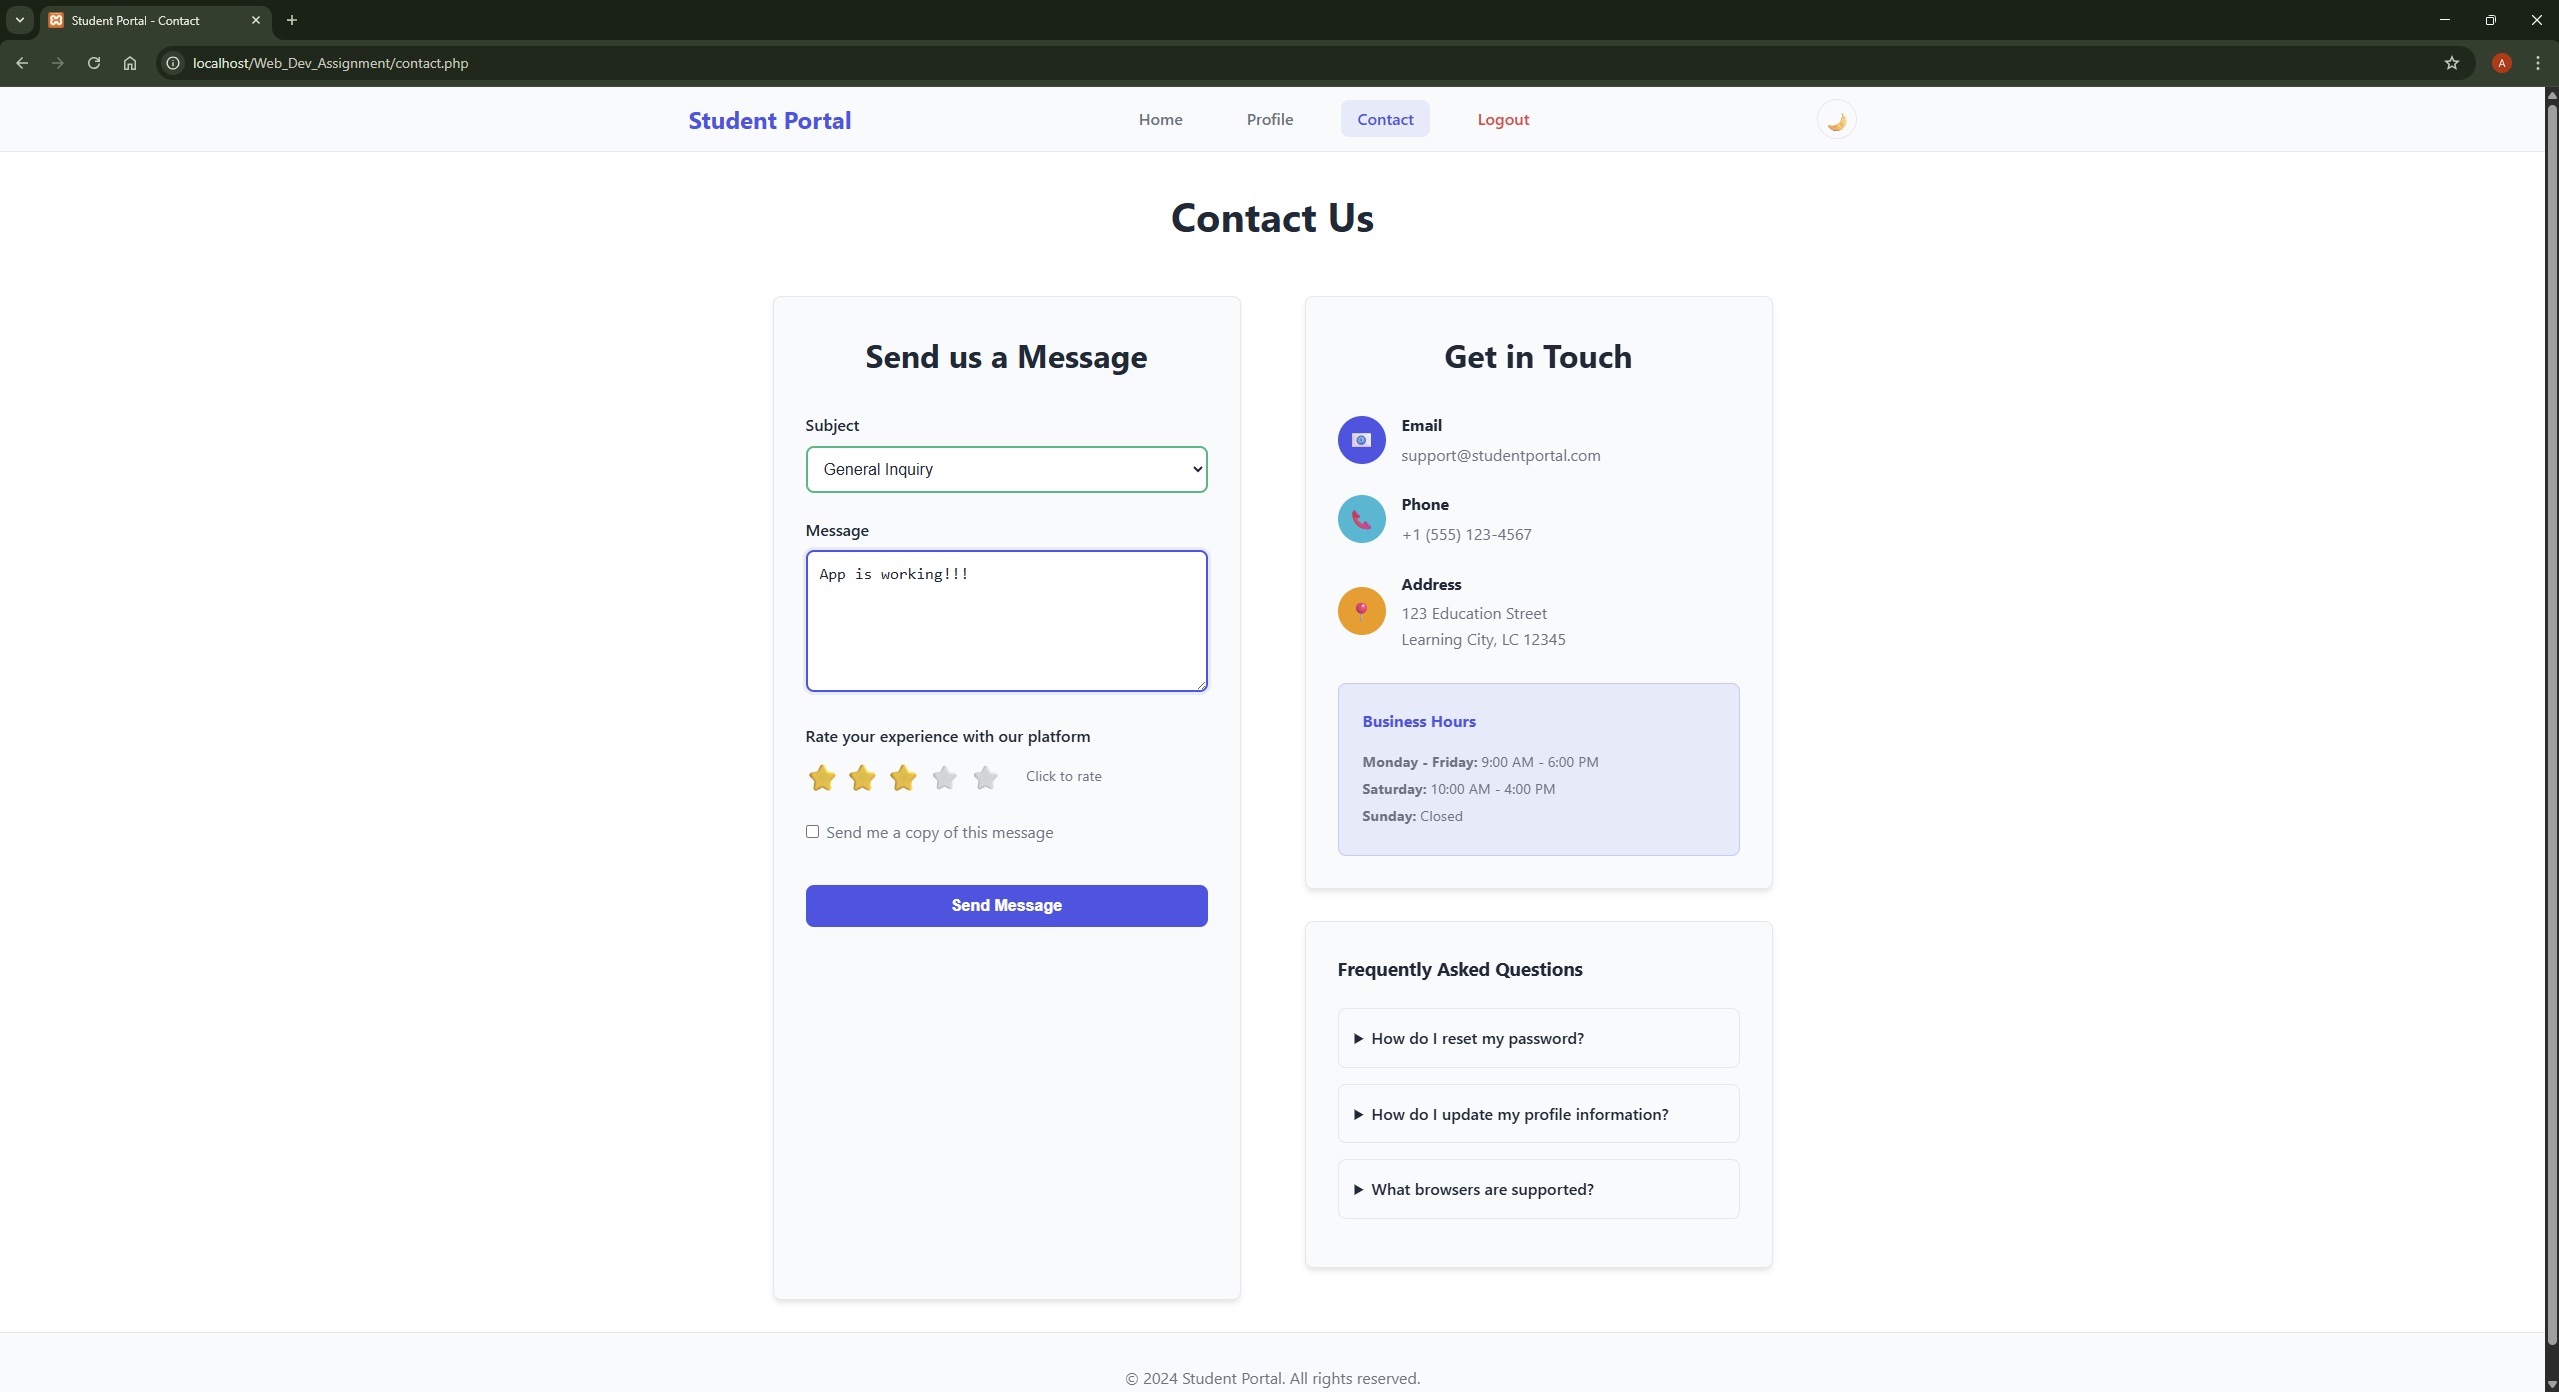 Student Portal - Contact
localhost/Web_Dev_Assignment/contact.php
A
Student Portal
Home
Profile
Contact
Logout
Contact Us
Send us a Message
Subject
General Inquiry
Message
App is working!!!
Rate your experience with our platform
Click to rate
Send me a copy of this message
Send Message
Get in Touch
Email
support@studentportal.com
Phone
+1 (555) 123-4567
Address
123 Education Street
Learning City, LC 12345
Business Hours
Monday - Friday: 9:00 AM - 6:00 PM
Saturday: 10:00 AM - 4:00 PM
Sunday: Closed
Frequently Asked Questions
How do I reset my password?
How do I update my profile information?
What browsers are supported?
© 2024 Student Portal. All rights reserved.